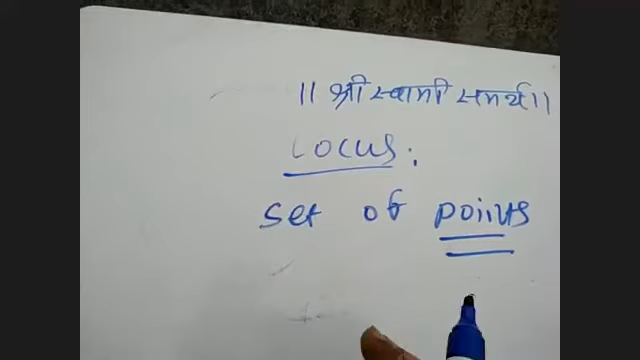 || श्री स्वामी समर्थ ||
Locus:
set of points